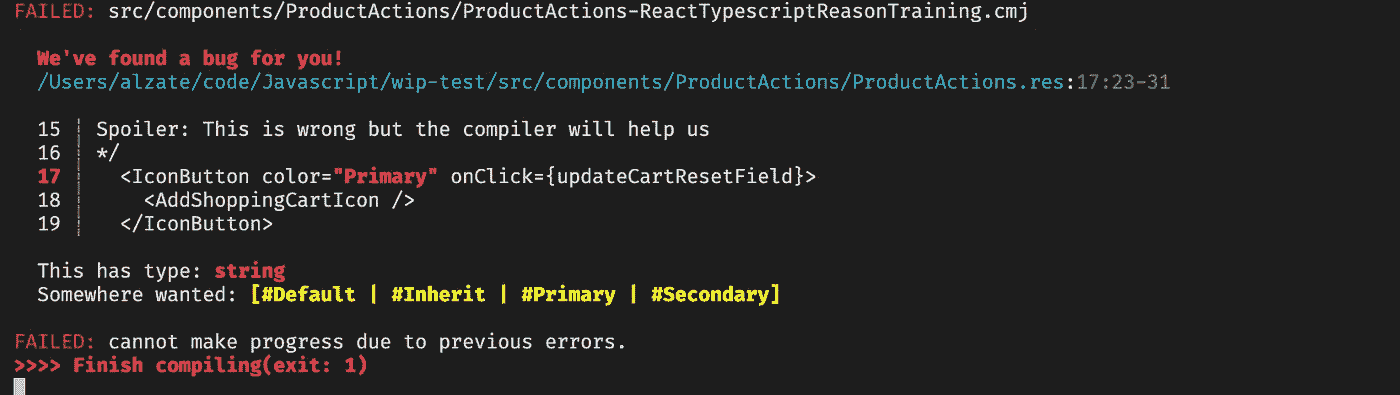 FAILED: src/components/ProductActions/ProductActions-ReactTypescriptReasonTraining.cmj
We've found a bug for you!
/Users/alzate/code/Javascript/wip-test/src/components/ProductActions/ProductActions.res:17:23-31
15 ┆ Spoiler: This is wrong but the compiler will help us
16 ┆ */
17 ┆   <IconButton color="Primary" onClick={updateCartResetField}>
18 ┆     <AddShoppingCartIcon />
19 ┆   </IconButton>
This has type: string
Somewhere wanted: [#Default | #Inherit | #Primary | #Secondary]
FAILED: cannot make progress due to previous errors.
>>>> Finish compiling(exit: 1)